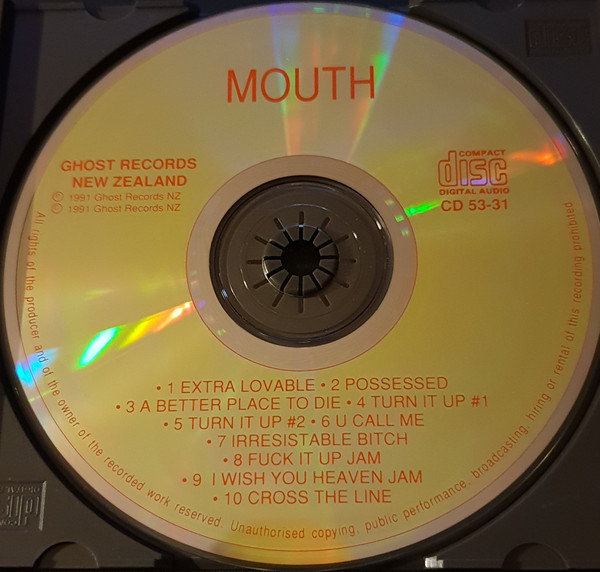 MOUTH
GHOST RECORDS
NEW ZEALAND
Ⓒ 1991 Ghost Records NZ
Ⓟ 1991 Ghost Records NZ
COMPACT
disc
DIGITAL AUDIO
CD 53-31
• 1 EXTRA LOVABLE • 2 POSSESSED
• 3 A BETTER PLACE TO DIE • 4 TURN IT UP #1
• 5 TURN IT UP #2 • 6 U CALL ME
• 7 IRRESISTABLE BITCH
• 8 FUCK IT UP JAM
• 9 I WISH YOU HEAVEN JAM
• 10 CROSS THE LINE
All rights of the producer and of the owner of the recorded work reserved. Unauthorised copying, public performance, broadcasting, hiring or rental of this recording prohibited